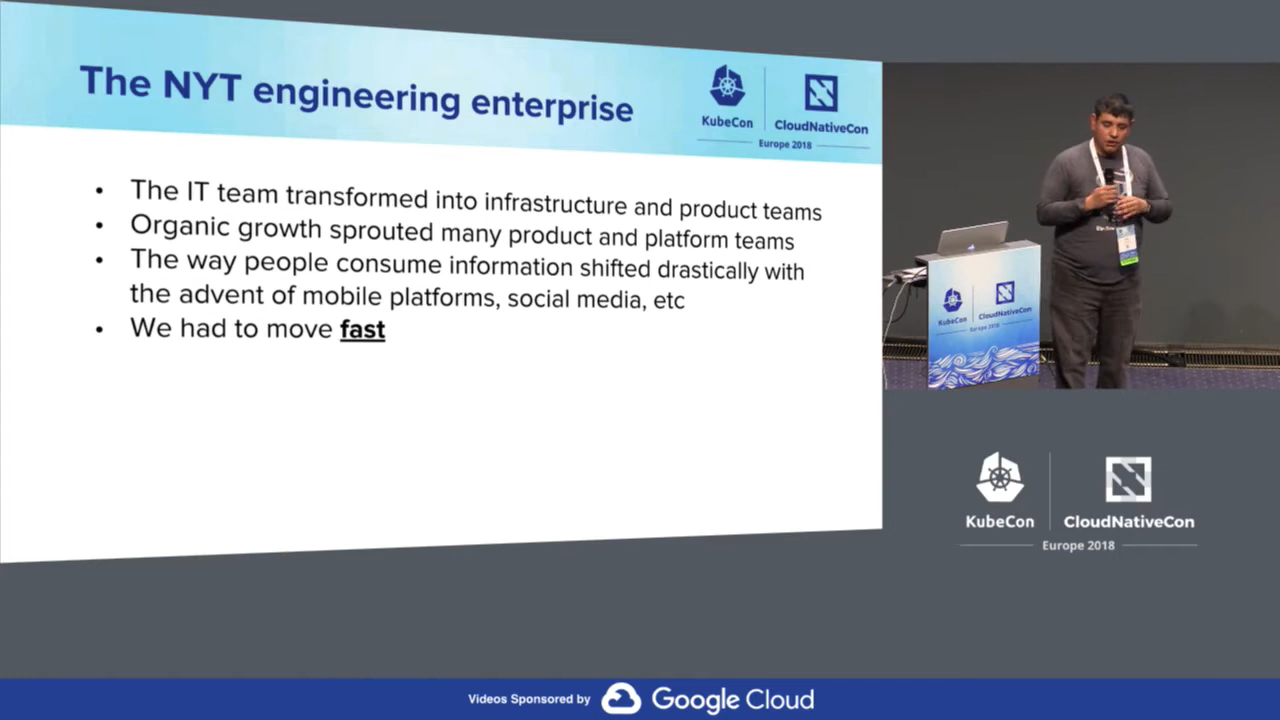 The NYT engineering enterprise
KubeCon
CloudNativeCon
Europe 2018
• The IT team transformed into infrastructure and product teams
• Organic growth sprouted many product and platform teams
• The way people consume information shifted drastically with
the advent of mobile platforms, social media, etc
• We had to move fast
KubeCon
CloudNativeCon
Europe 2018
KubeCon
CloudNativeCon
Europe 2018
Videos Sponsored by Google Cloud